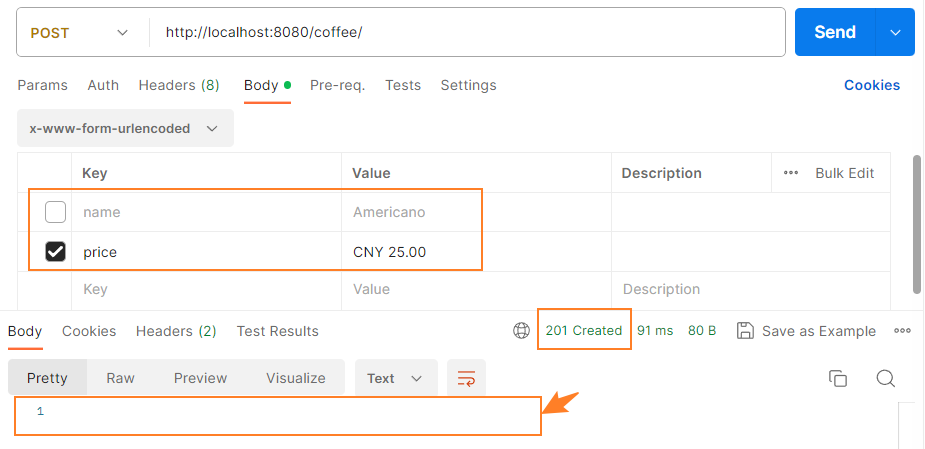 POST http://localhost:8080/coffee/ Send
Params Auth Headers (8) Body Pre-req. Tests Settings Cookies
x-www-form-urlencoded
Key Value Description Bulk Edit
name Americano
price CNY 25.00
Key Value Description
Body Cookies Headers (2) Test Results 201 Created 91 ms 80 B Save as Example
Pretty Raw Preview Visualize Text
1